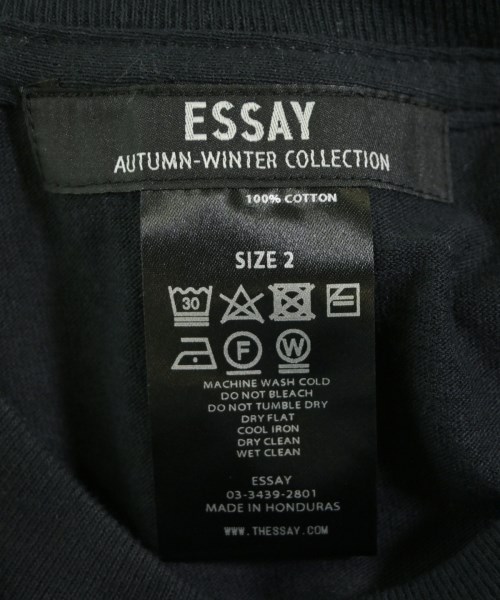 ESSAY
AUTUMN-WINTER COLLECTION
100% COTTON
SIZE 2
30
F W
MACHINE WASH COLD
DO NOT BLEACH
DO NOT TUMBLE DRY
DRY FLAT
COOL IRON
DRY CLEAN
WET CLEAN
ESSAY
03-3439-2801
MADE IN HONDURAS
WWW.THESSAY.COM